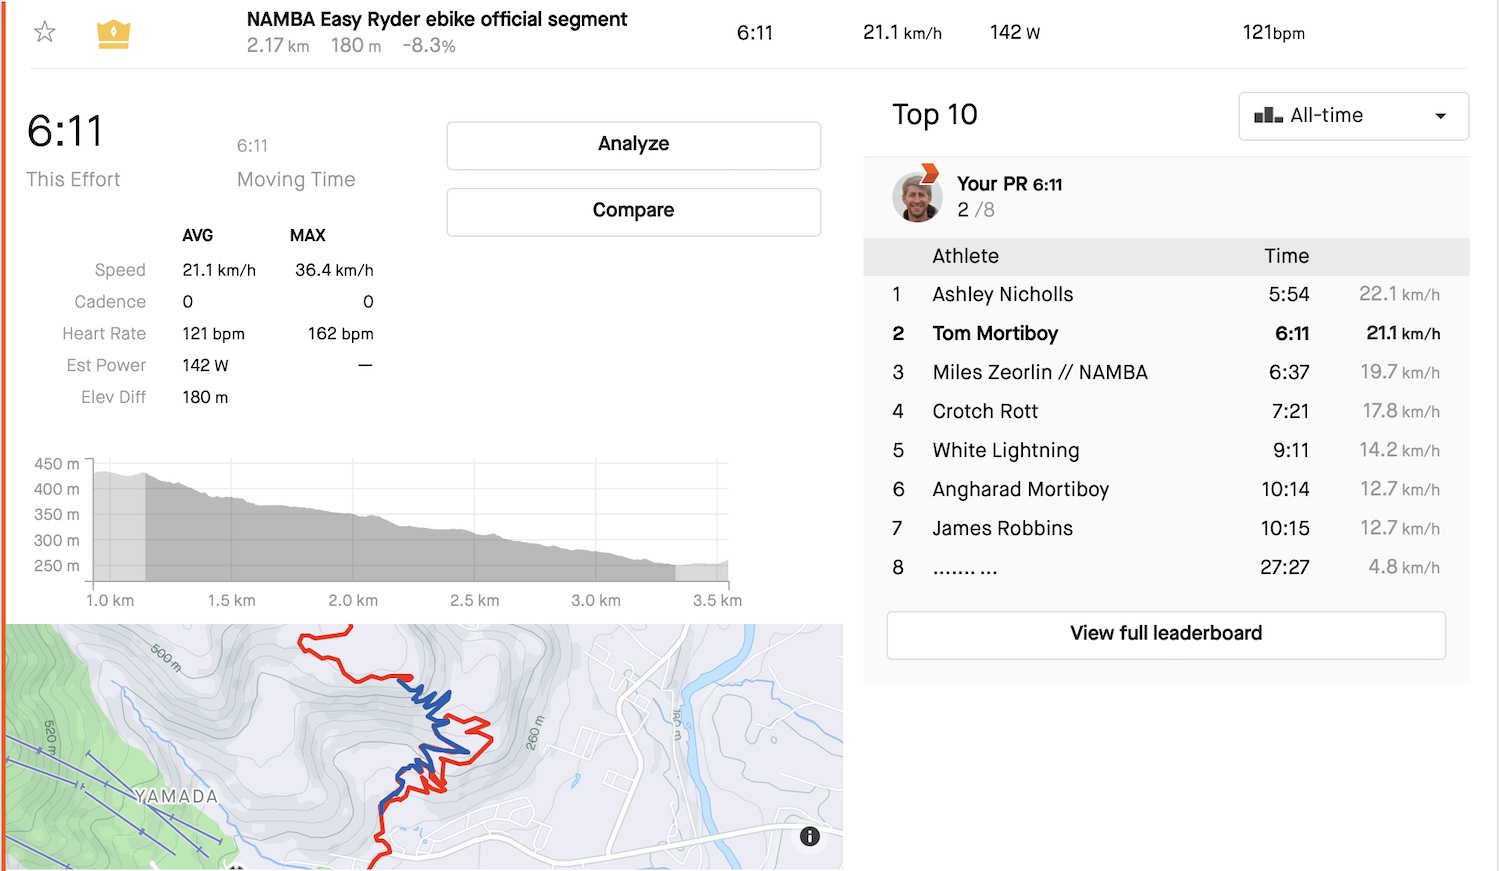 NAMBA Easy Ryder ebike official segment
2.17 km 180 m -8.3%
6:11 21.1 km/h 142 W 121bpm
6:11
This Effort
6:11
Moving Time
Analyze
Compare
AVG MAX
Speed 21.1 km/h 36.4 km/h
Cadence 0 0
Heart Rate 121 bpm 162 bpm
Est Power 142 W —
Elev Diff 180 m
450 m
400 m
350 m
300 m
250 m
1.0 km 1.5 km 2.0 km 2.5 km 3.0 km 3.5 km
500 m
520 m
YAMADA
260 m
180 m
i
Top 10
All-time
Your PR 6:11
2 /8
Athlete Time
1 Ashley Nicholls 5:54 22.1 km/h
2 Tom Mortiboy 6:11 21.1 km/h
3 Miles Zeorlin // NAMBA 6:37 19.7 km/h
4 Crotch Rott 7:21 17.8 km/h
5 White Lightning 9:11 14.2 km/h
6 Angharad Mortiboy 10:14 12.7 km/h
7 James Robbins 10:15 12.7 km/h
8 ....... ... 27:27 4.8 km/h
View full leaderboard